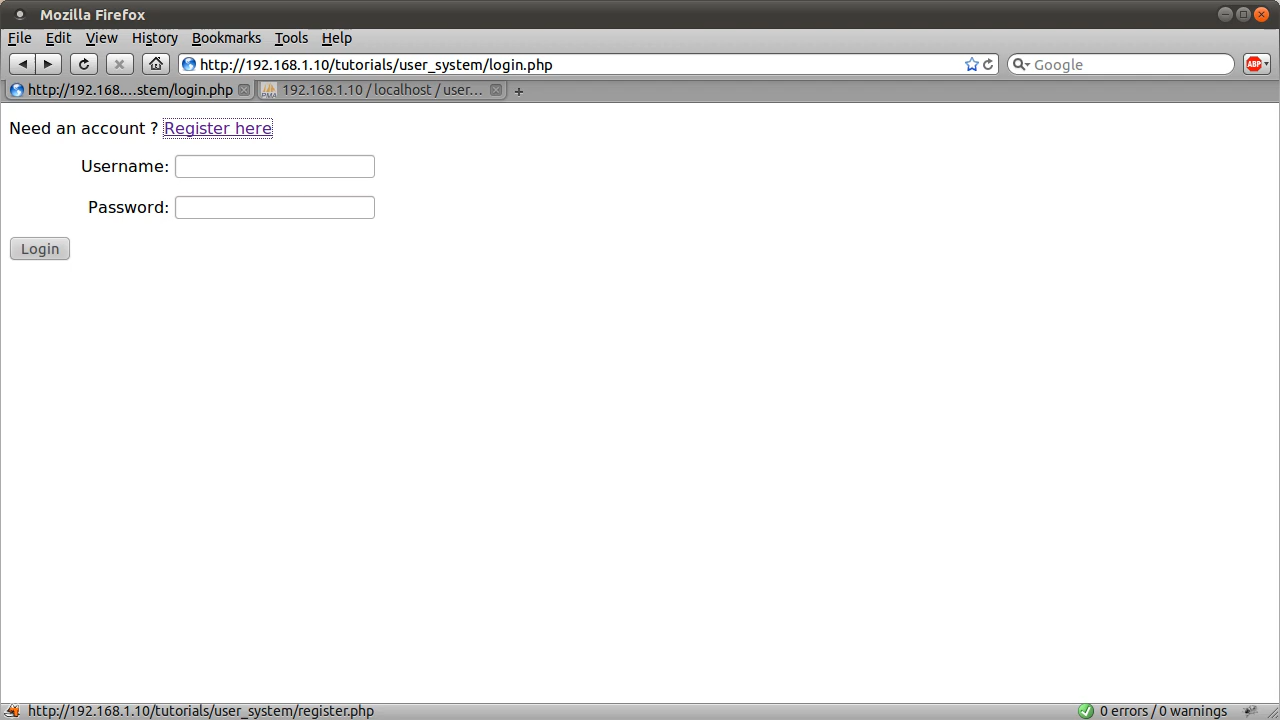 Mozilla Firefox
File Edit View History Bookmarks Tools Help
http://192.168.1.10/tutorials/user_system/login.php
Google
ABP
http://192.168....stem/login.php
PMA
192.168.1.10 / localhost / user...
Need an account ? Register here
Username:
Password:
Login
http://192.168.1.10/tutorials/user_system/register.php
0 errors / 0 warnings